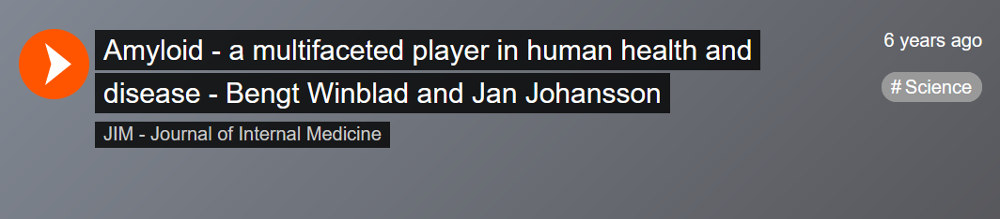 Amyloid - a multifaceted player in human health and
disease - Bengt Winblad and Jan Johansson
JIM - Journal of Internal Medicine
6 years ago
# Science